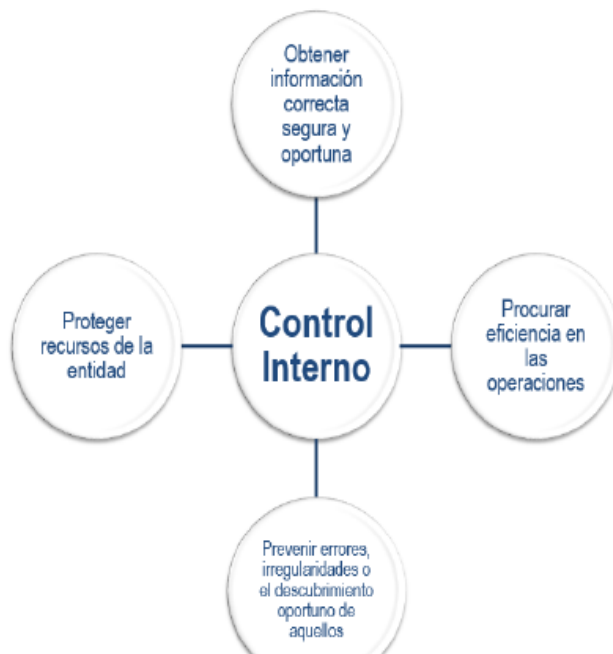 Obtener
información
correcta
segura y
oportuna
Proteger
recursos de la
entidad
Control
Interno
Procurar
eficiencia en
las
operaciones
Prevenir errores,
irregularidades o
el descubrimiento
oportuno de
aquellos